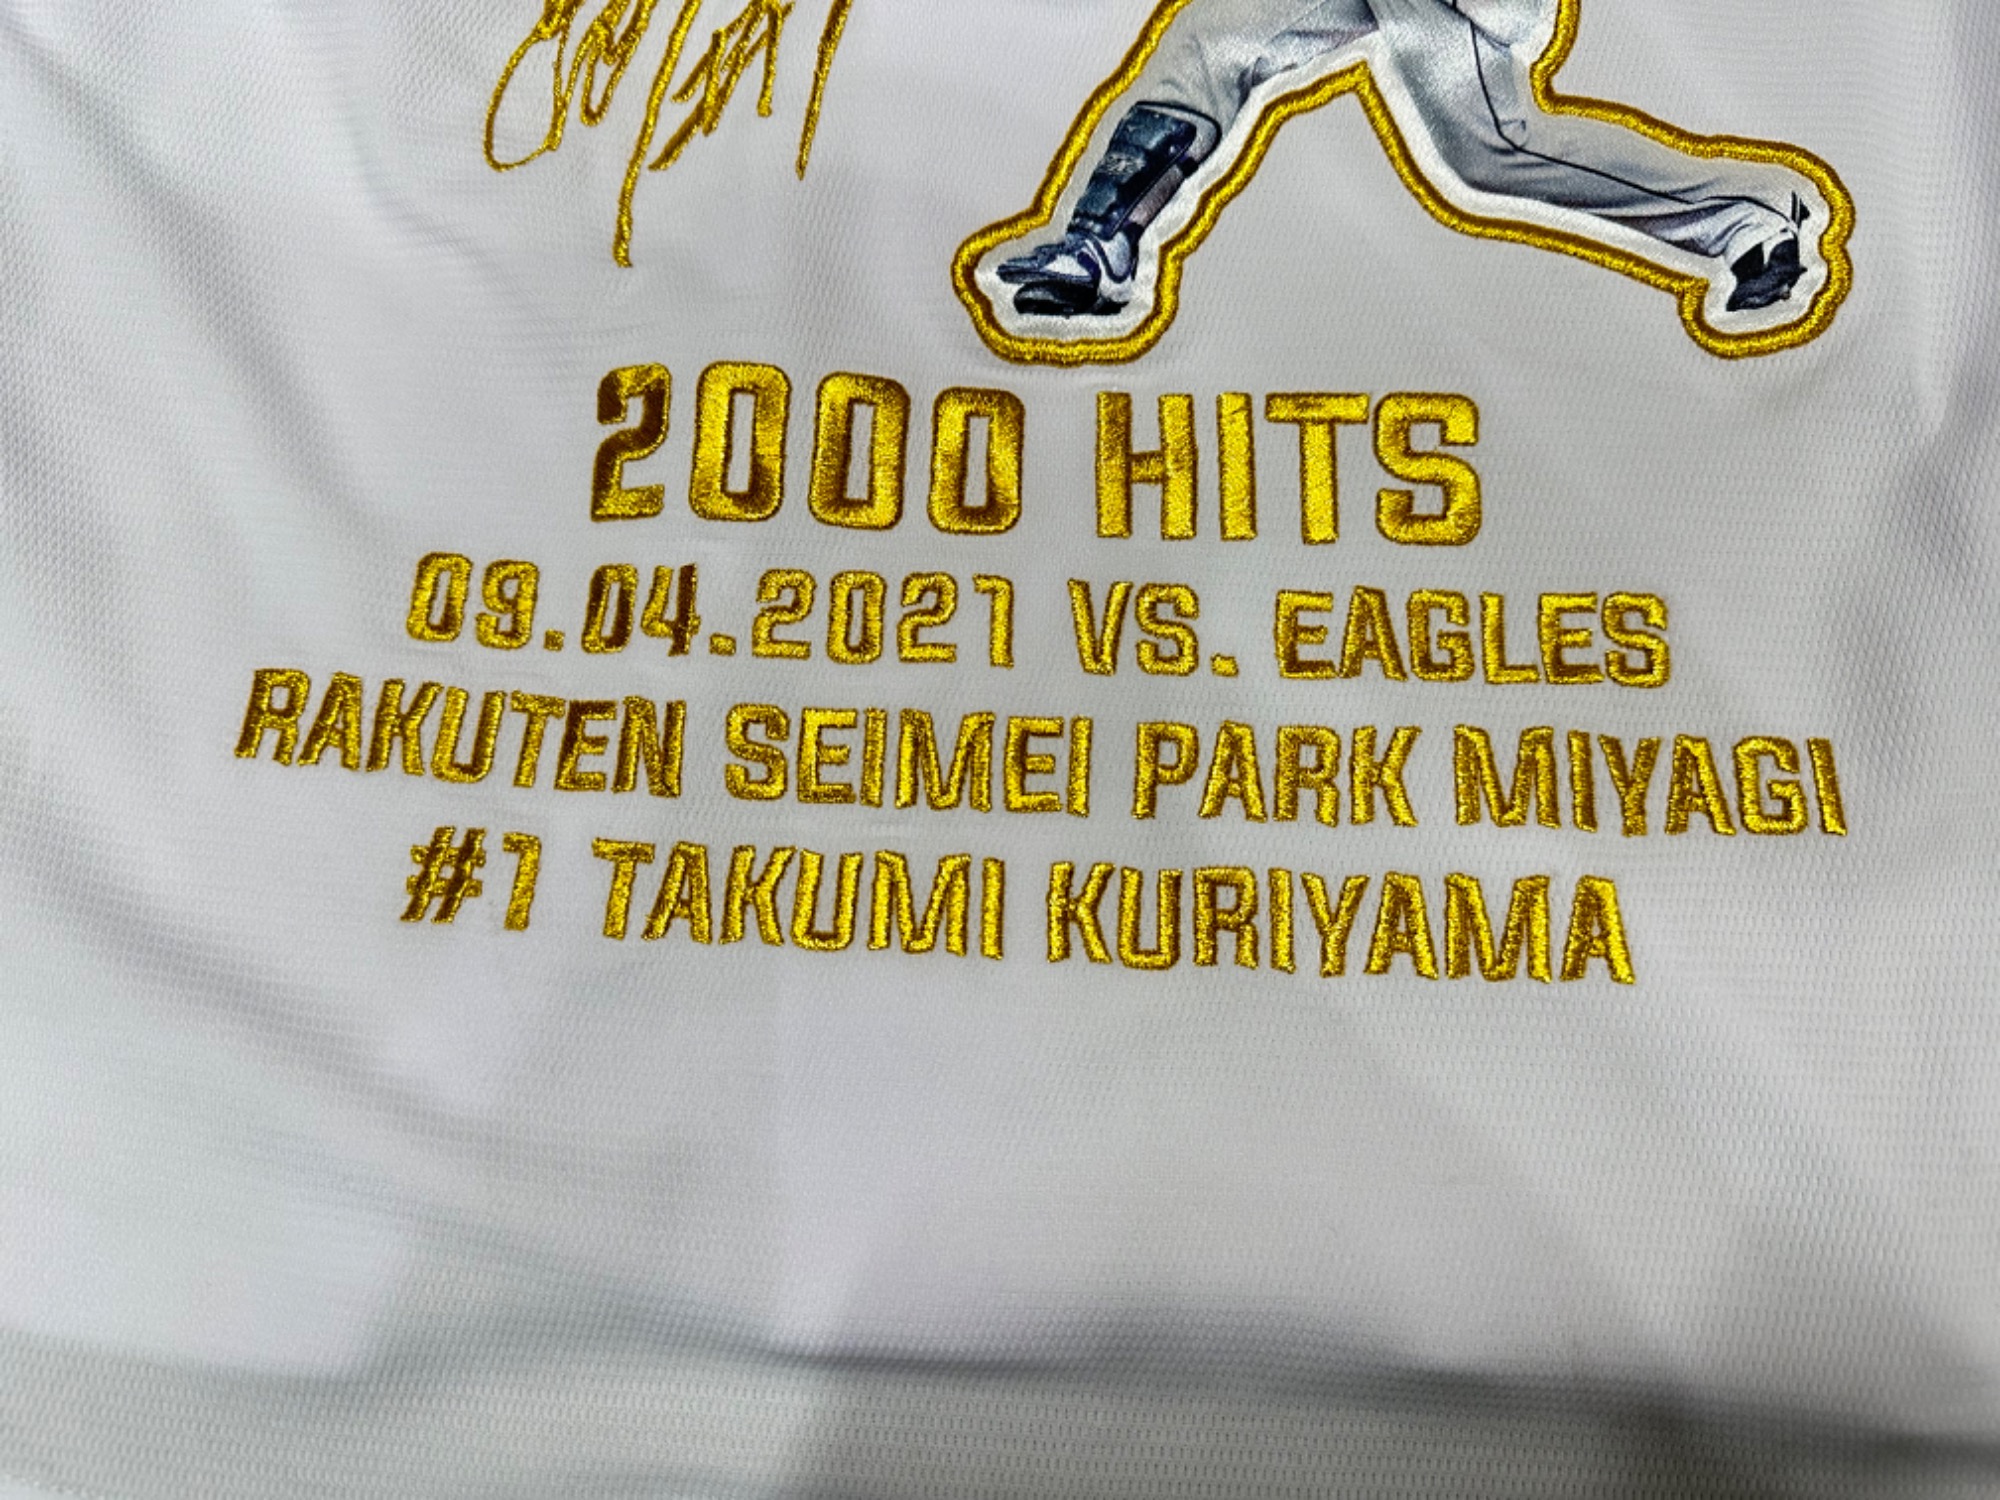 2000 HITS
09.04.2021 VS. EAGLES
RAKUTEN SEIMEI PARK MIYAGI
#1 TAKUMI KURIYAMA